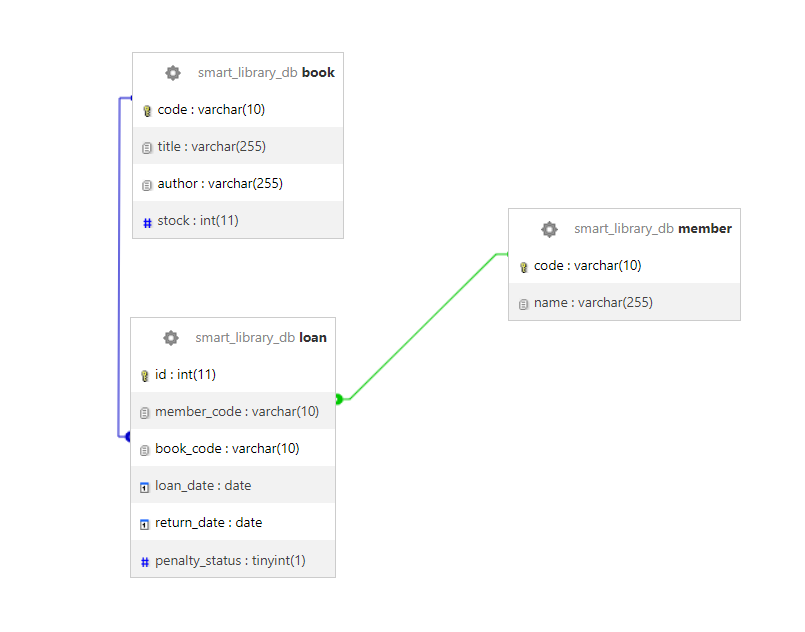 smart_library_db book
code : varchar(10)
title : varchar(255)
author : varchar(255)
# stock : int(11)
smart_library_db member
code : varchar(10)
name : varchar(255)
smart_library_db loan
id : int(11)
member_code : varchar(10)
book_code : varchar(10)
loan_date : date
return_date : date
# penalty_status : tinyint(1)